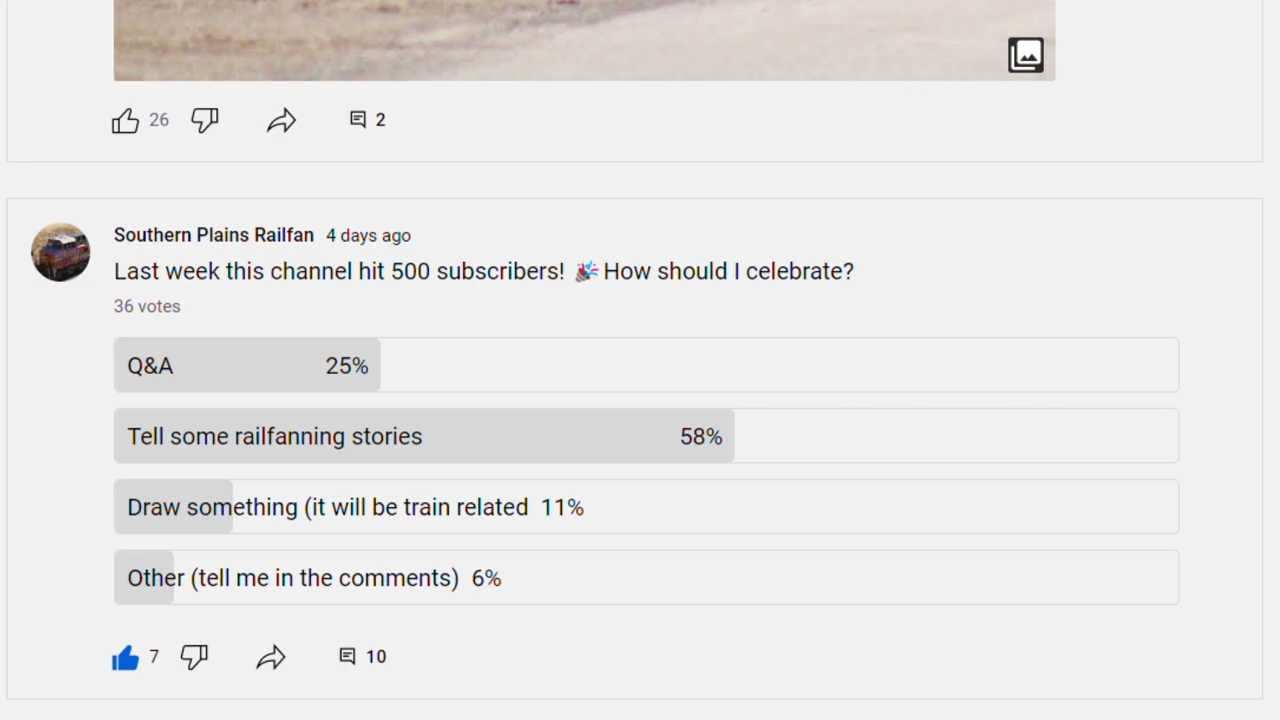 26 2
Southern Plains Railfan 4 days ago
Last week this channel hit 500 subscribers! 🎉 How should I celebrate?
36 votes
Q&A 25%
Tell some railfanning stories 58%
Draw something (it will be train related 11%
Other (tell me in the comments) 6%
7 10